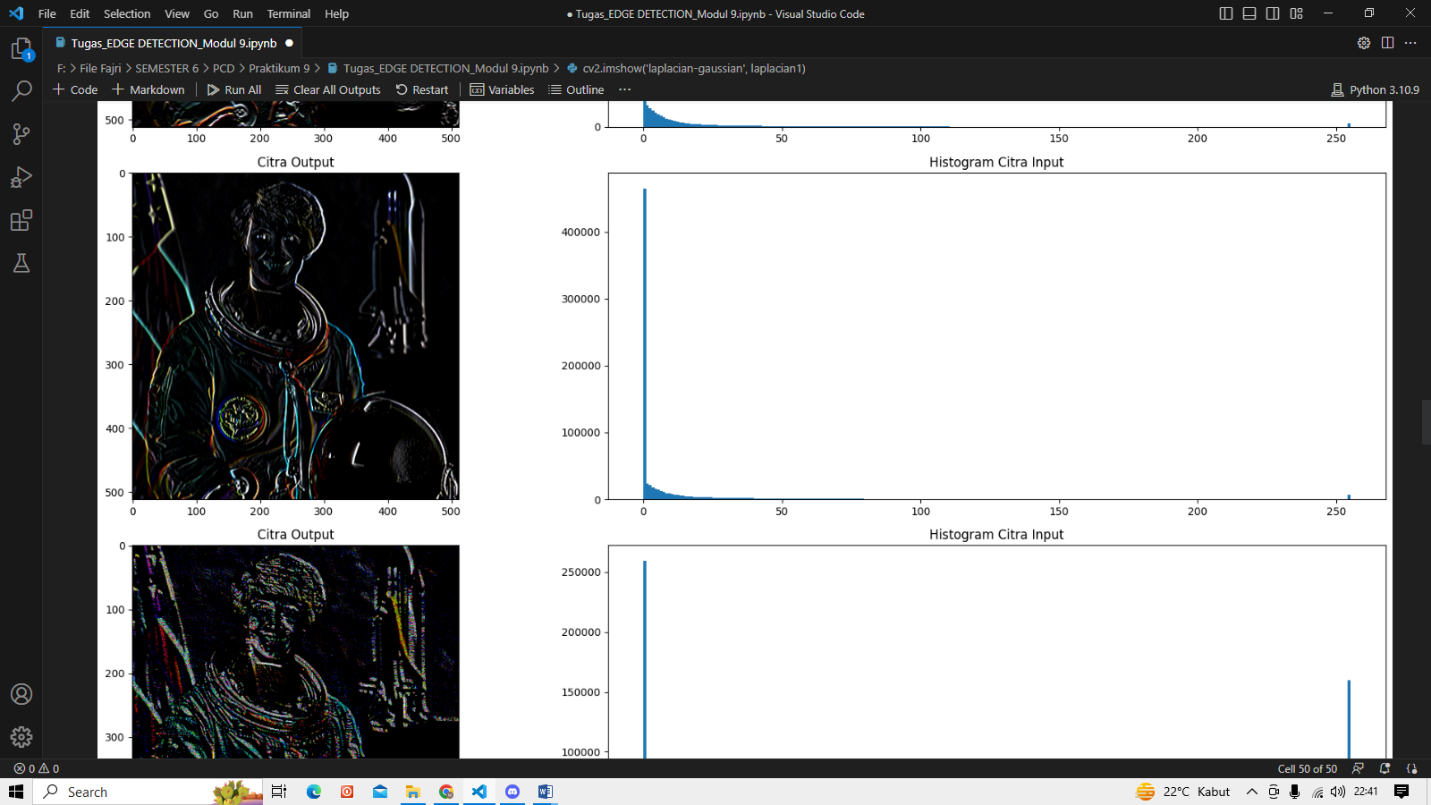 File Edit Selection View Go Run Terminal Help
● Tugas_EDGE DETECTION_Modul 9.ipynb - Visual Studio Code
Tugas_EDGE DETECTION_Modul 9.ipynb ●
F: > File Fajri > SEMESTER 6 > PCD > Praktikum 9 > Tugas_EDGE DETECTION_Modul 9.ipynb > cv2.imshow('laplacian-gaussian', laplacian1)
+ Code + Markdown Run All Clear All Outputs Restart Variables Outline ... Python 3.10.9
1
500
0 100 200 300 400 500
0
0 50 100 150 200 250
Citra Output
0
100
200
300
400
500
0 100 200 300 400 500
Histogram Citra Input
400000
300000
200000
100000
0
0 50 100 150 200 250
Citra Output
0
100
200
300
Histogram Citra Input
250000
200000
150000
100000
0 0
Cell 50 of 50
Search
22°C Kabut
22:41